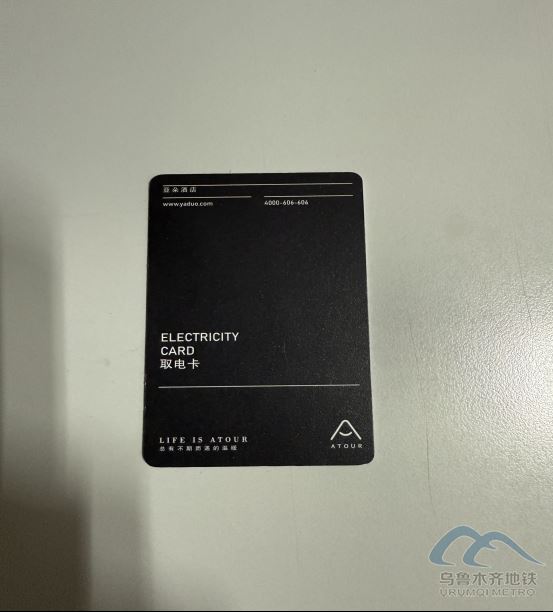 亚朵酒店
www.yaduo.com 4000-606-606
ELECTRICITY
CARD
取电卡
LIFE IS ATOUR
总有不期而遇的温暖
ATOUR
乌鲁木齐地铁
URUMQI METRO